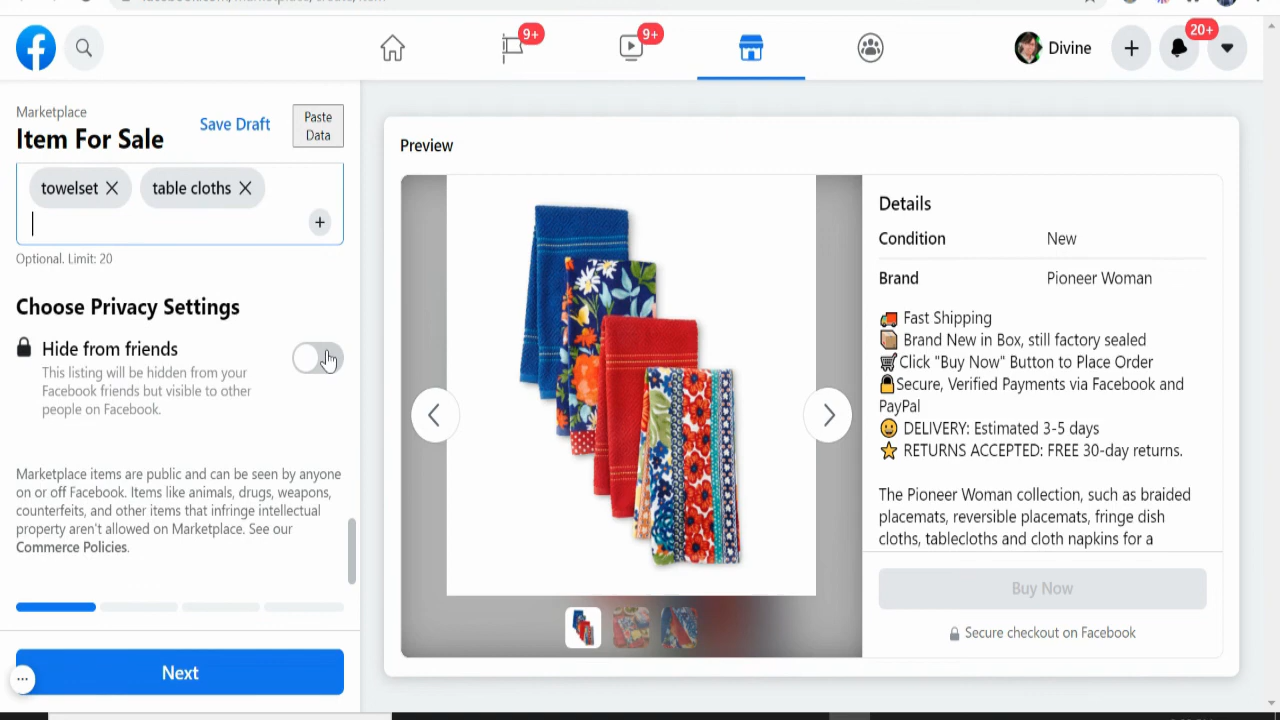 9+
9+
Divine
20+
Marketplace
Item For Sale
Save Draft
Paste
Data
towelset
table cloths
Optional. Limit: 20
Choose Privacy Settings
Hide from friends
This listing will be hidden from your
Facebook friends but visible to other
people on Facebook.
Marketplace items are public and can be seen by anyone
on or off Facebook. Items like animals, drugs, weapons,
counterfeits, and other items that infringe intellectual
property aren't allowed on Marketplace. See our
Commerce Policies.
Next
Preview
Details
Condition New
Brand Pioneer Woman
Fast Shipping
Brand New in Box, still factory sealed
Click "Buy Now" Button to Place Order
Secure, Verified Payments via Facebook and
PayPal
DELIVERY: Estimated 3-5 days
RETURNS ACCEPTED: FREE 30-day returns.
The Pioneer Woman collection, such as braided
placemats, reversible placemats, fringe dish
cloths, tablecloths and cloth napkins for a
Buy Now
Secure checkout on Facebook